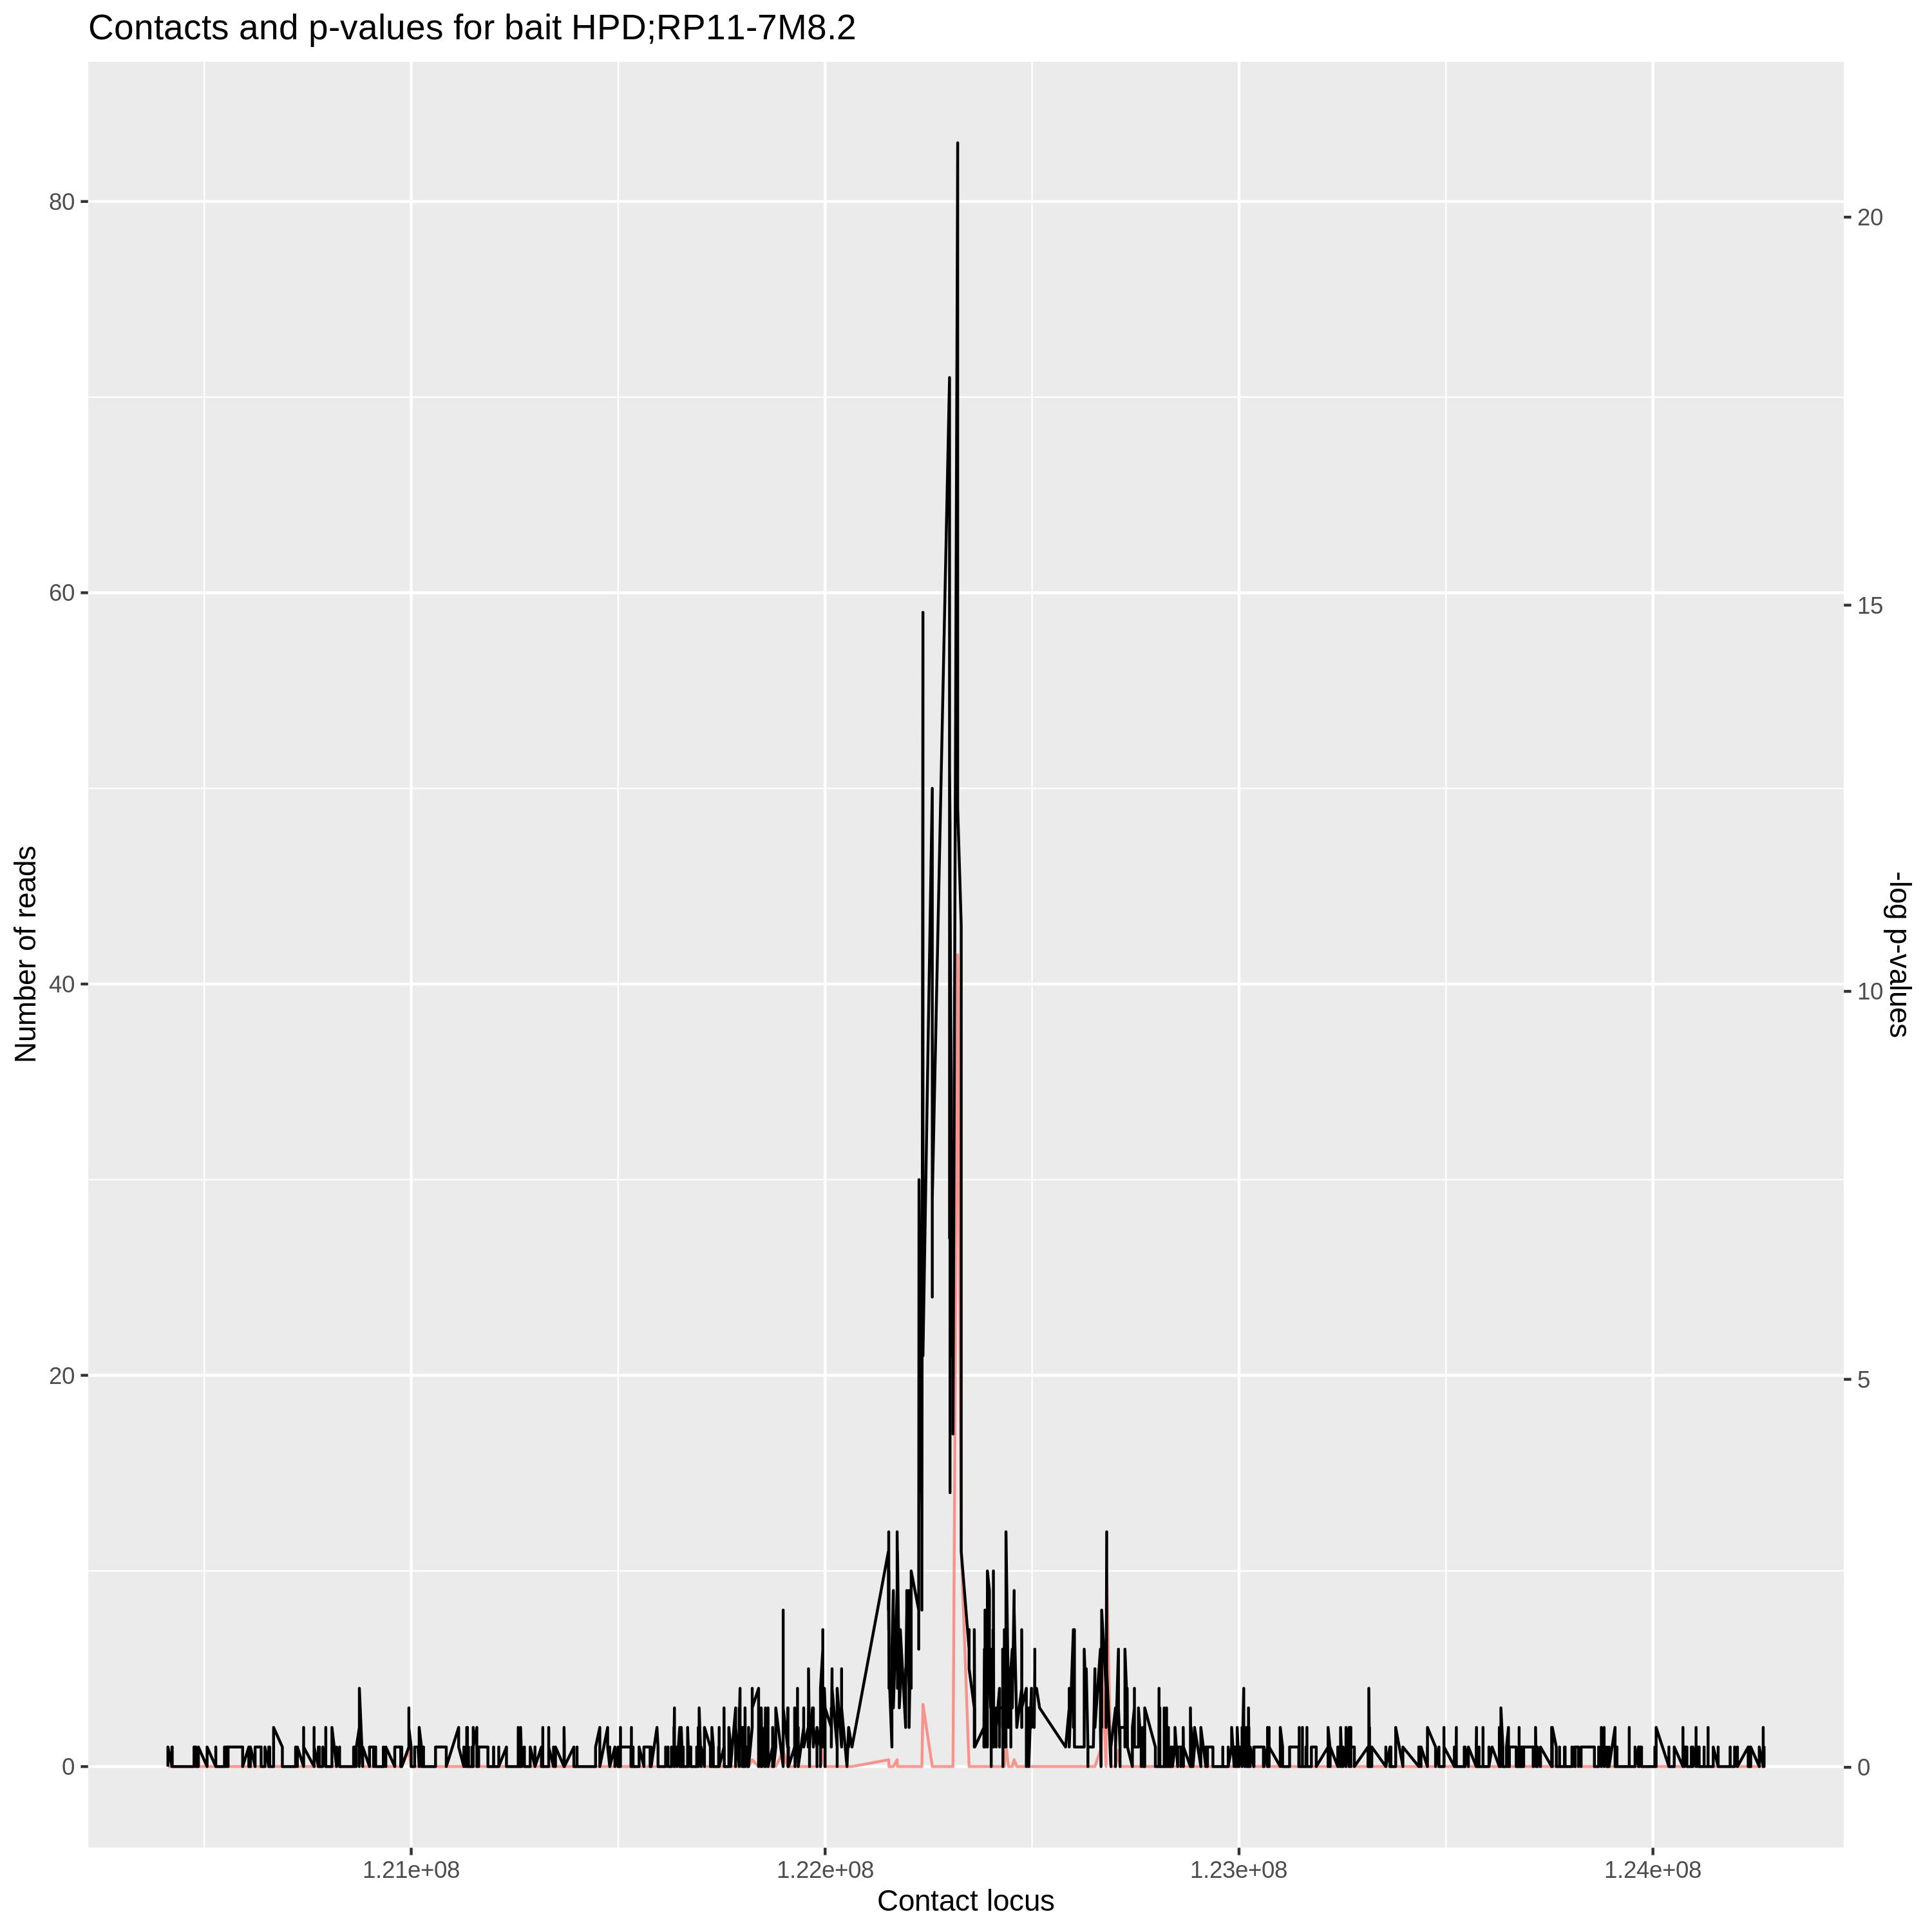 Contacts and p-values for bait HPD;RP11-7M8.2
Number of reads
80
60
40
20
0
20
15
10
5
0
-log p-values
1.21e+08 1.22e+08 1.23e+08 1.24e+08
Contact locus